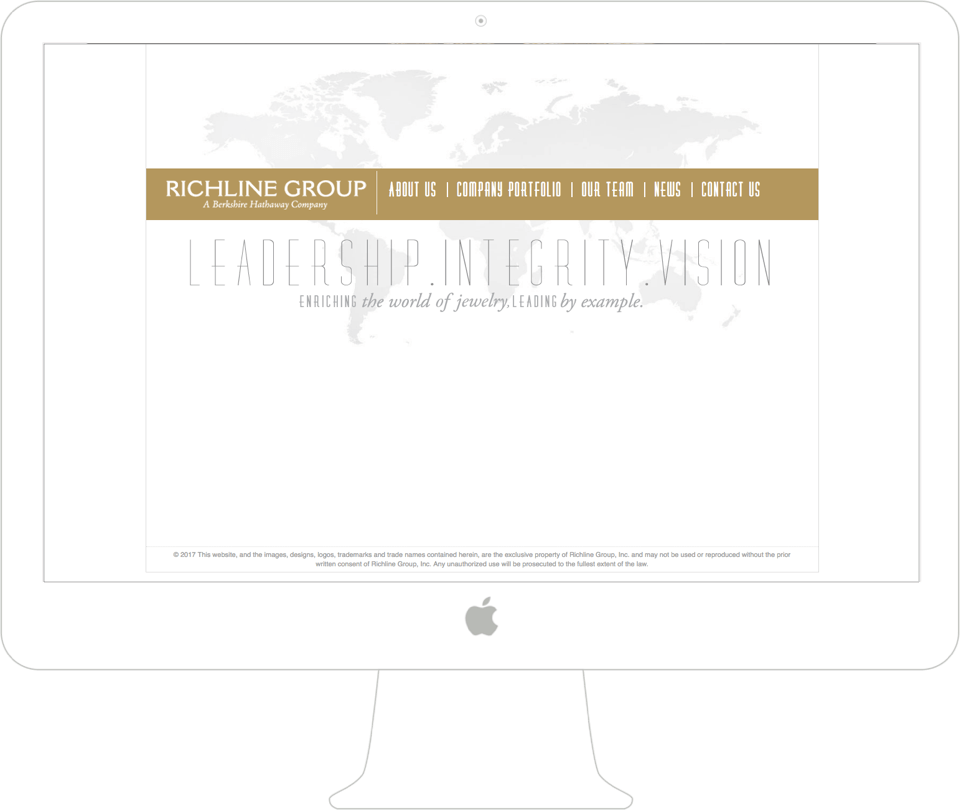 RICHLINE GROUP
A Berkshire Hathaway Company
ABOUT US | COMPANY PORTFOLIO | OUR TEAM | NEWS | CONTACT US
LEADERSHIP.INTEGRITY.VISION
ENRICHING the world of jewelry. LEADING by example.
© 2017 This website, and the images, designs, logos, trademarks and trade names contained herein, are the exclusive property of Richline Group, Inc. and may not be used or reproduced without the prior
written consent of Richline Group, Inc. Any unauthorized use will be prosecuted to the fullest extent of the law.